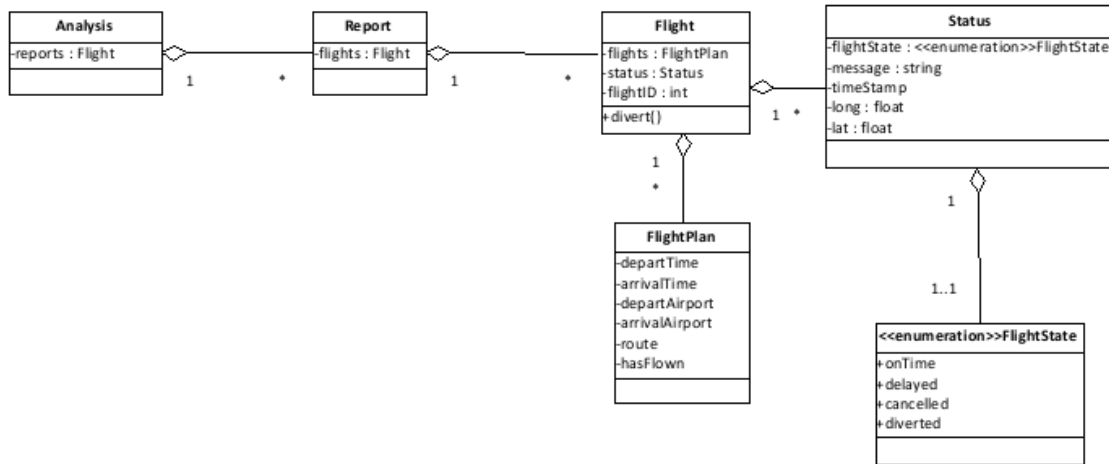 Analysis
-reports : Flight
1
*
Report
-flights : Flight
1
*
Flight
-flights : FlightPlan
-status : Status
-flightID : int
+divert()
1 *
Status
-flightState : <<enumeration>>FlightState
-message : string
-timeStamp
-long : float
-lat : float
1
*
FlightPlan
-departTime
-arrivalTime
-departAirport
-arrivalAirport
-route
-hasFlown
1
1..1
<<enumeration>>FlightState
+onTime
+delayed
+cancelled
+diverted